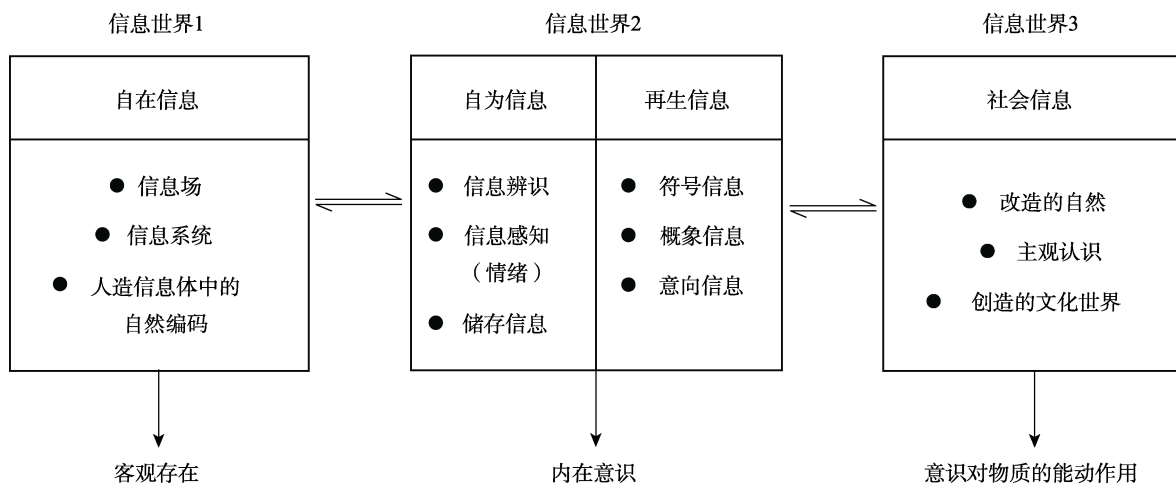 信息世界1
信息世界2
信息世界3
自在信息
自为信息
再生信息
社会信息
● 信息场
● 信息系统
● 人造信息体中的
自然编码
● 信息辨识
● 信息感知
（情绪）
● 储存信息
● 符号信息
● 概象信息
● 意向信息
● 改造的自然
● 主观认识
● 创造的文化世界
客观存在
内在意识
意识对物质的能动作用